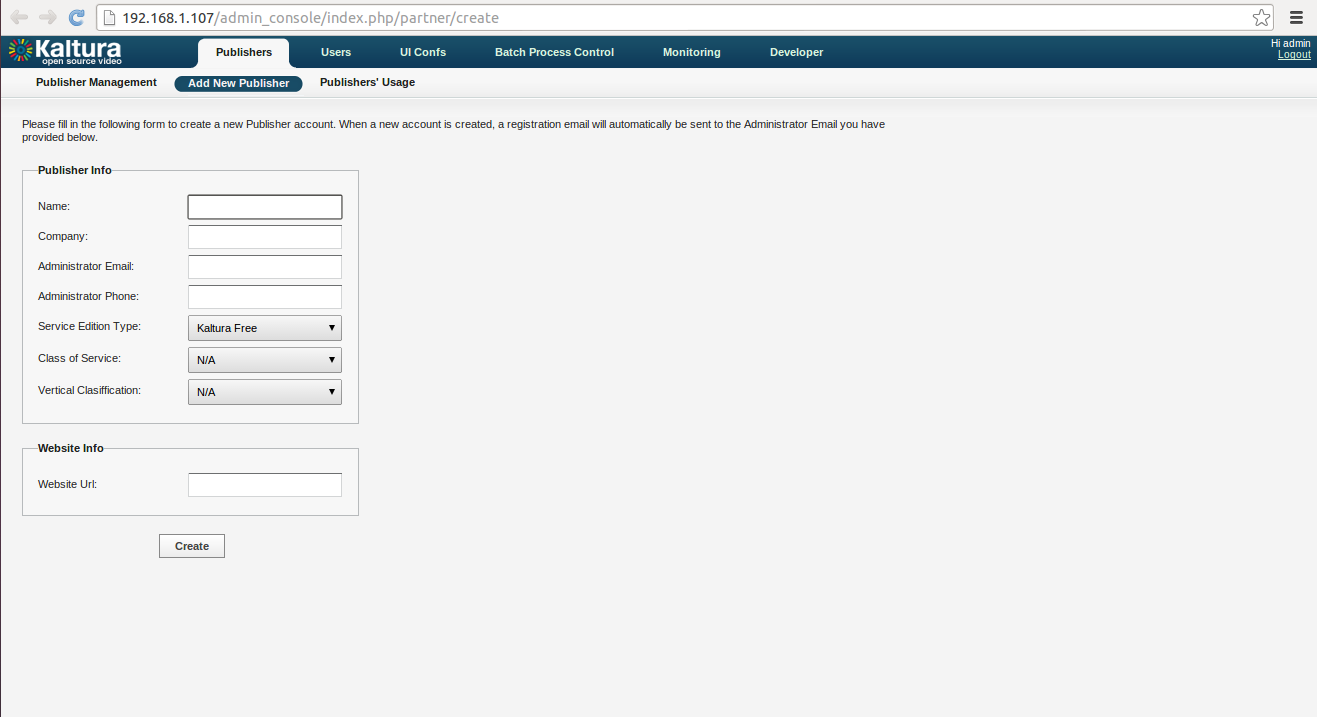 192.168.1.107/admin_console/index.php/partner/create
Kaltura
open source video
Publishers Users UI Confs Batch Process Control Monitoring Developer
Hi admin
Logout
Publisher Management Add New Publisher Publishers' Usage
Please fill in the following form to create a new Publisher account. When a new account is created, a registration email will automatically be sent to the Administrator Email you have
provided below.
Publisher Info
Name:
Company:
Administrator Email:
Administrator Phone:
Service Edition Type: Kaltura Free
Class of Service: N/A
Vertical Clasiffication: N/A
Website Info
Website Url:
Create